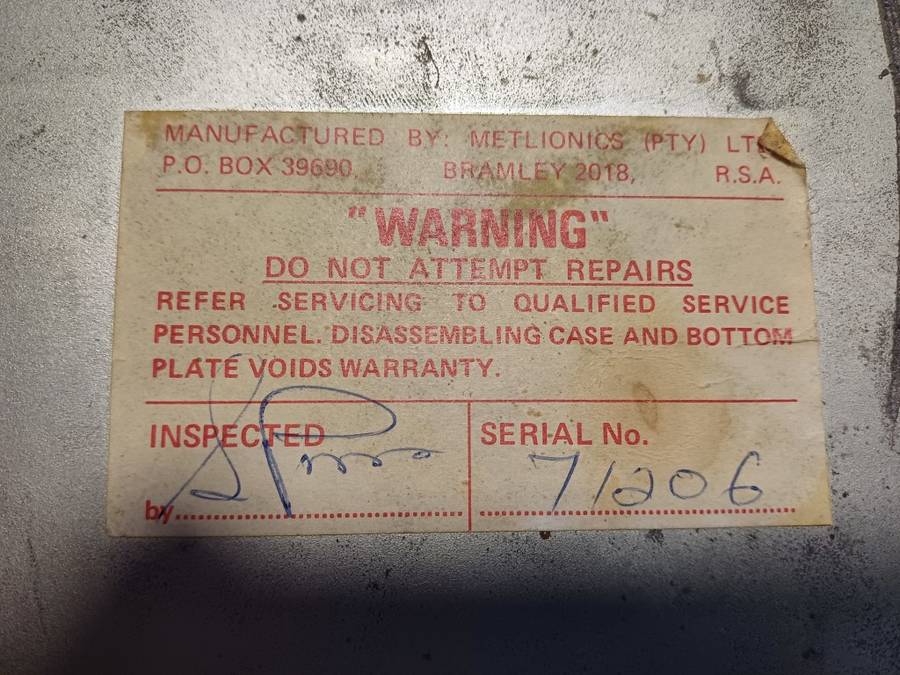 MANUFACTURED BY: METLIONICS (PTY) LTD
P.O. BOX 39690, BRAMLEY 2018, R.S.A.
"WARNING"
DO NOT ATTEMPT REPAIRS
REFER SERVICING TO QUALIFIED SERVICE
PERSONNEL. DISASSEMBLING CASE AND BOTTOM
PLATE VOIDS WARRANTY.
INSPECTED
by
SERIAL No.
71206